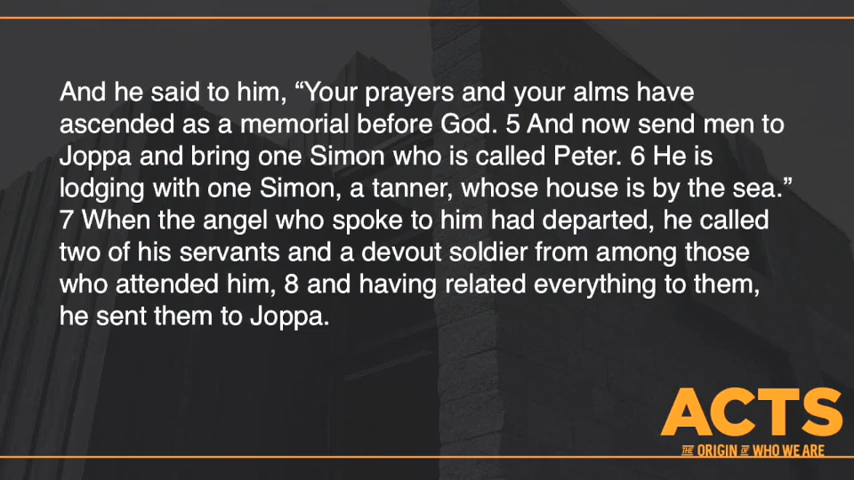 And he said to him, “Your prayers and your alms have
ascended as a memorial before God. 5 And now send men to
Joppa and bring one Simon who is called Peter. 6 He is
lodging with one Simon, a tanner, whose house is by the sea.”
7 When the angel who spoke to him had departed, he called
two of his servants and a devout soldier from among those
who attended him, 8 and having related everything to them,
he sent them to Joppa.
ACTS
THE ORIGIN OF WHO WE ARE